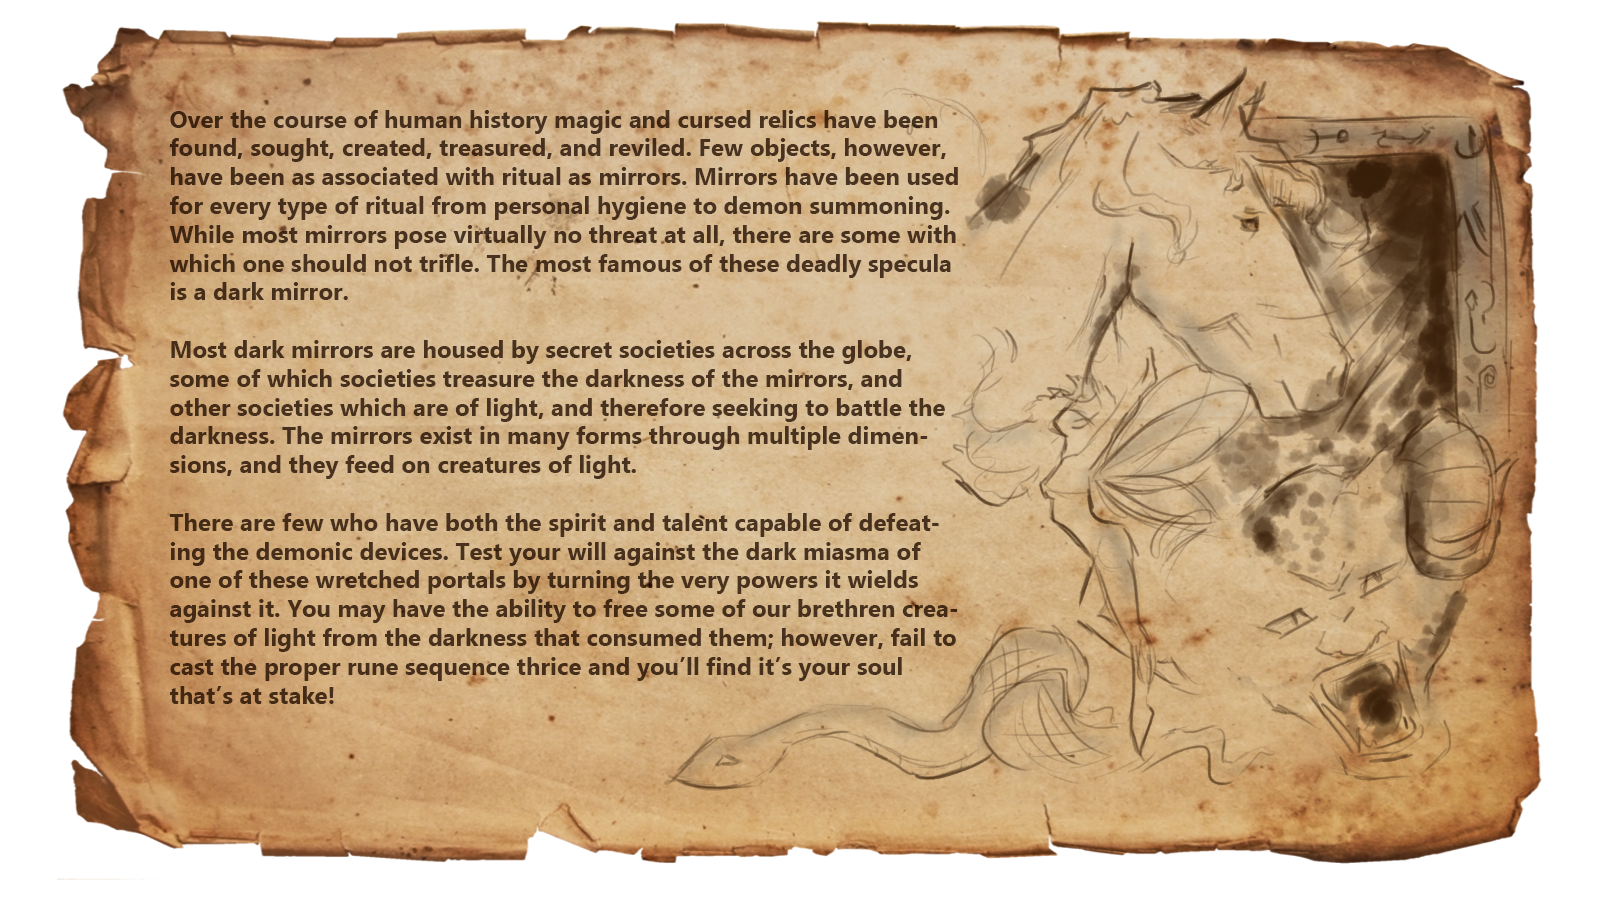 Over the course of human history magic and cursed relics have been
found, sought, created, treasured, and reviled. Few objects, however,
have been as associated with ritual as mirrors. Mirrors have been used
for every type of ritual from personal hygiene to demon summoning.
While most mirrors pose virtually no threat at all, there are some with
which one should not trifle. The most famous of these deadly specula
is a dark mirror.
Most dark mirrors are housed by secret societies across the globe,
some of which societies treasure the darkness of the mirrors, and
other societies which are of light, and therefore seeking to battle the
darkness. The mirrors exist in many forms through multiple dimen-
sions, and they feed on creatures of light.
There are few who have both the spirit and talent capable of defeat-
ing the demonic devices. Test your will against the dark miasma of
one of these wretched portals by turning the very powers it wields
against it. You may have the ability to free some of our brethren crea-
tures of light from the darkness that consumed them; however, fail to
cast the proper rune sequence thrice and you’ll find it’s your soul
that’s at stake!